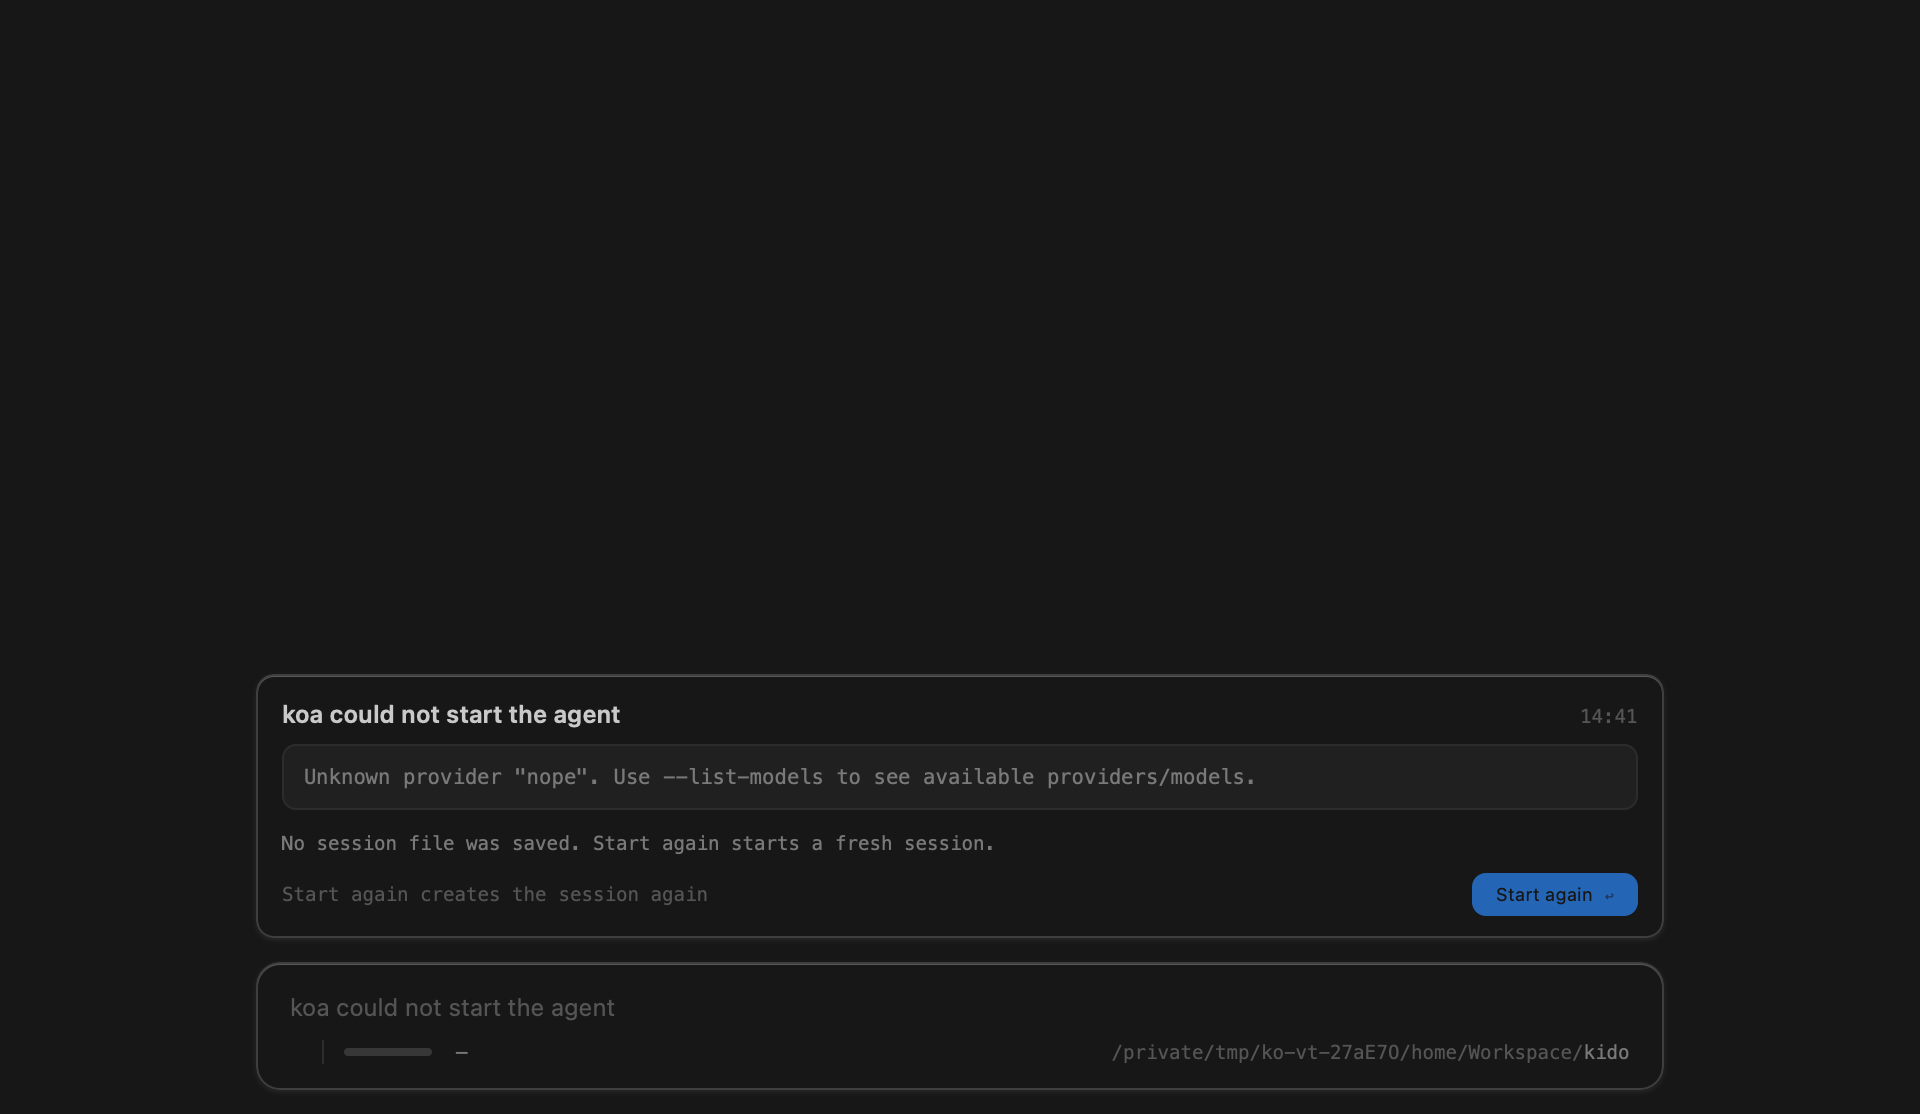 koa could not start the agent
14:41
Unknown provider "nope". Use --list-models to see available providers/models.
No session file was saved. Start again starts a fresh session.
Start again creates the session again
Start again ↩
koa could not start the agent
—
/private/tmp/ko-vt-27aE7O/home/Workspace/kido